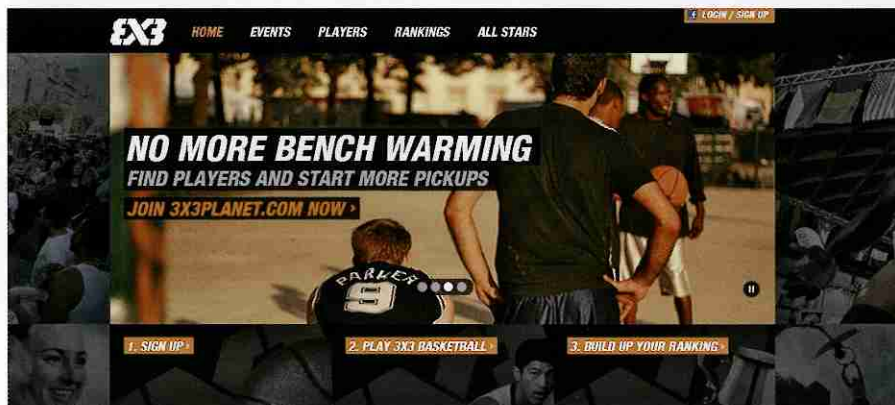 3X3
HOME EVENTS PLAYERS RANKINGS ALL STARS
LOGIN / SIGN UP
NO MORE BENCH WARMING
FIND PLAYERS AND START MORE PICKUPS
JOIN 3X3PLANET.COM NOW ›
PARKER
9
1. SIGN UP › 2. PLAY 3X3 BASKETBALL › 3. BUILD UP YOUR RANKING ›